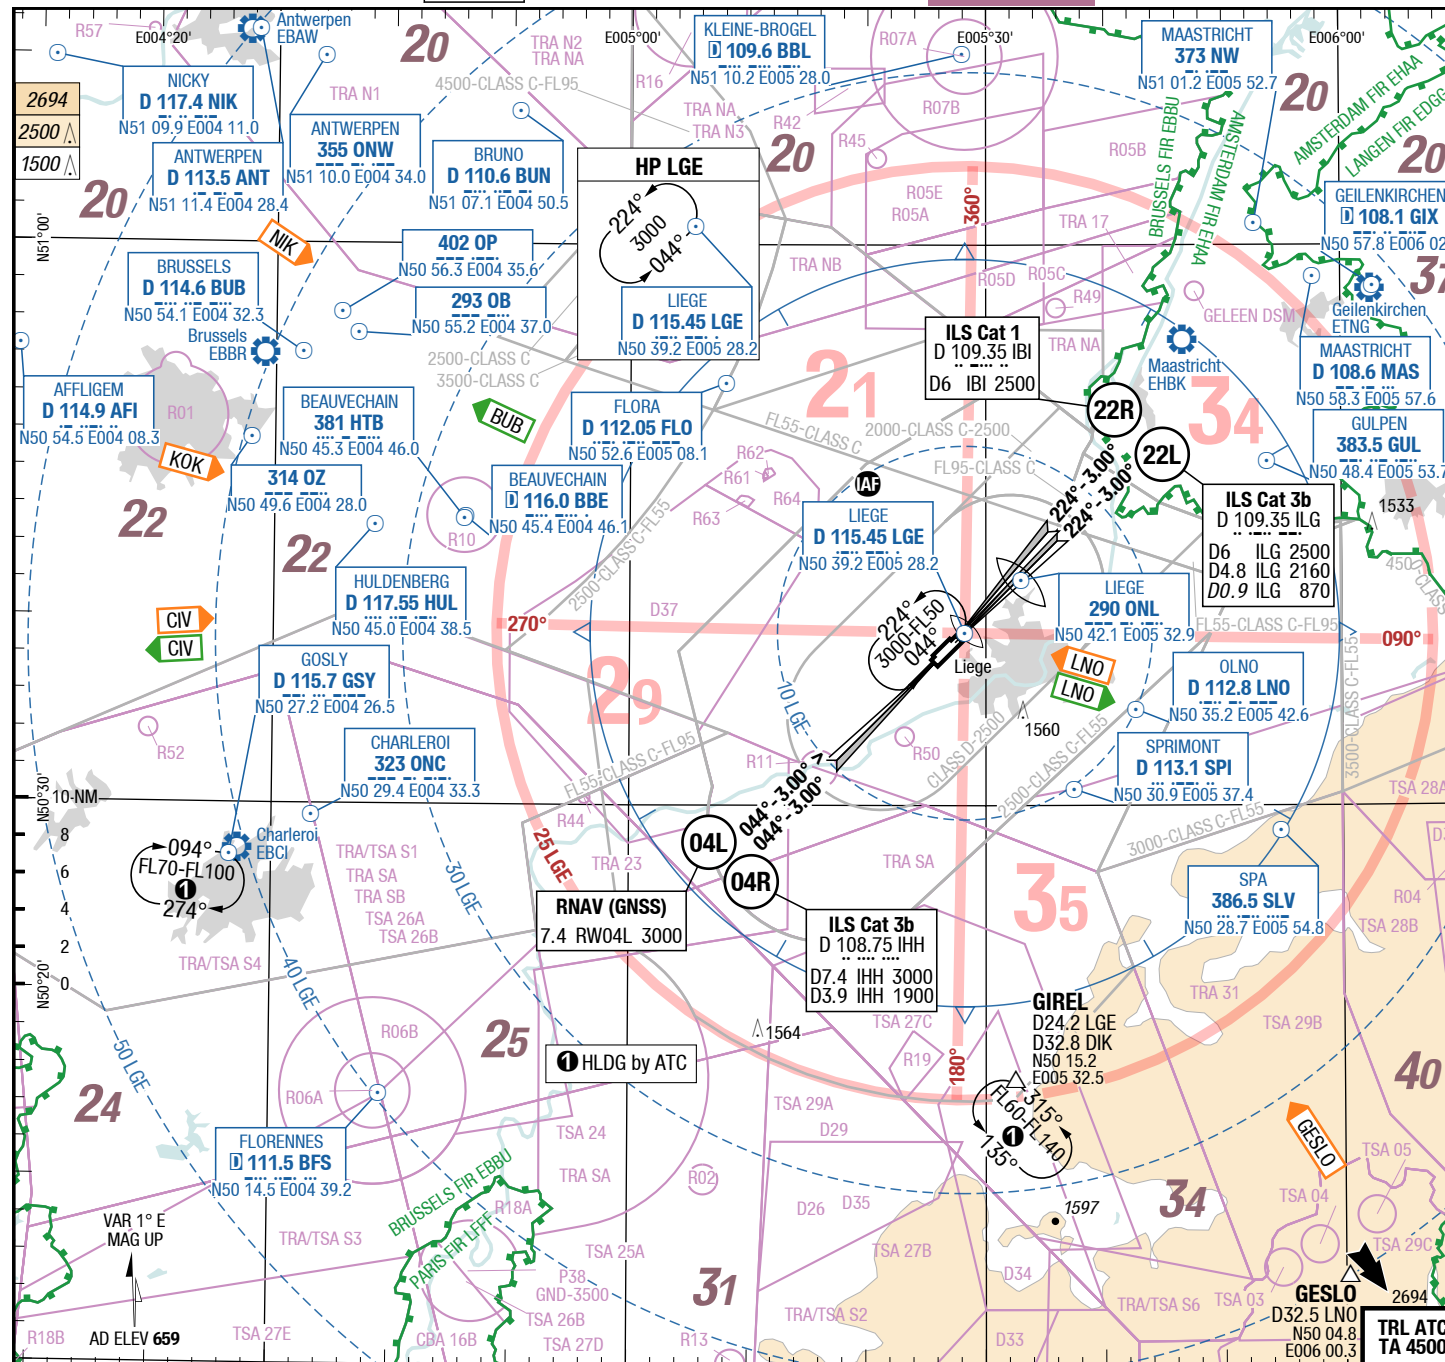 R57
E004°20'
Antwerpen
EBAW
20
TRA N2
TRA NA
E005°00'
KLEINE-BROGEL
D 109.6 BBL
N51 10.2 E005 28.0
R07A
E005°30'
MAASTRICHT
373 NW
N51 01.2 E005 52.7
E006°00'
2694
2500
1500
NICKY
D 117.4 NIK
N51 09.9 E004 11.0
TRA N1
4500-CLASS C-FL95
R16
TRA NA
TRA N3
R42
R07B
20
AMSTERDAM FIR EHAA
LANGEN FIR EDGG
ANTWERPEN
355 ONW
N51 10.0 E004 34.0
ANTWERPEN
D 113.5 ANT
N51 11.4 E004 28.4
BRUNO
D 110.6 BUN
N51 07.1 E004 50.5
HP LGE
224°
3000
044°
LIEGE
D 115.45 LGE
N50 39.2 E005 28.2
20
R45
R05E
R05A
R05B
360°
BRUSSELS FIR EBBU
AMSTERDAM FIR EHAA
20
GEILENKIRCHEN
D 108.1 GIX
N50 57.8 E006 02
20
N51°00'
NIK
402 OP
N50 56.3 E004 35.6
TRA NB
R05D
R05C
TRA 17
R49
GELEEN DSM
37
BRUSSELS
D 114.6 BUB
N50 54.1 E004 32.3
293 OB
N50 55.2 E004 37.0
Brussels
EBBR
2500-CLASS C
3500-CLASS C
ILS Cat 1
D 109.35 IBI
D6 IBI 2500
TRA NA
Maastricht
EHBK
Geilenkirchen
ETNG
MAASTRICHT
D 108.6 MAS
N50 58.3 E005 57.6
AFFLIGEM
D 114.9 AFI
N50 54.5 E004 08.3
R01
BEAUVECHAIN
381 HTB
N50 45.3 E004 46.0
BUB
FLORA
D 112.05 FLO
N50 52.6 E005 08.1
21
22R
34
FL55-CLASS C
2000-CLASS C-2500
GULPEN
383.5 GUL
N50 48.4 E005 53.7
KOK
314 OZ
N50 49.6 E004 28.0
BEAUVECHAIN
D 116.0 BBE
N50 45.4 E004 46.1
R62
R61
R64
R63
FL95-CLASS C
IAF
22L
224°-3.00°
224°-3.00°
22
22
R10
2500-CLASS C-FL55
LIEGE
D 115.45 LGE
N50 39.2 E005 28.2
ILS Cat 3b
D 109.35 ILG
D6 ILG 2500
D4.8 ILG 2160
D0.9 ILG 870
1533
HULDENBERG
D 117.55 HUL
N50 45.0 E004 38.5
LIEGE
290 ONL
N50 42.1 E005 32.9
CIV
CIV
270°
D37
224°
3000-FL50
044°
Liege
FL55-CLASS C-FL95
090°
GOSLY
D 115.7 GSY
N50 27.2 E004 26.5
29
10 LGE
LNO
LNO
OLNO
D 112.8 LNO
N50 35.2 E005 42.6
3500-CLASS C-FL55
R52
CHARLEROI
323 ONC
N50 29.4 E004 33.3
FL55-CLASS C-FL95
R11
R50
1560
CLASS D-2500
2500-CLASS C-FL55
SPRIMONT
D 113.1 SPI
N50 30.9 E005 37.4
TSA 28A
N50°30'
10-NM
8
6
4
2
0
N50°20'
Charleroi
EBCI
094°
FL70-FL100
1
274°
TRA/TSA S1
TRA SA
TRA SB
TSA 26A
TSA 26B
TRA/TSA S4
30 LGE
R44
25 LGE
TRA 23
044°-3.00°
044°-3.00°
04L
04R
TRA SA
3000-CLASS C-FL55
35
SPA
386.5 SLV
N50 28.7 E005 54.8
R04
TSA 28B
RNAV (GNSS)
7.4 RW04L 3000
ILS Cat 3b
D 108.75 IHH
D7.4 IHH 3000
D3.9 IHH 1900
40 LGE
50 LGE
R06B
R06A
25
1564
TSA 27C
R19
180°
GIREL
D24.2 LGE
D32.8 DIK
N50 15.2
E005 32.5
TRA 31
TSA 29B
1 HLDG by ATC
24
40
FLORENNES
D 111.5 BFS
N50 14.5 E004 39.2
TSA 24
TRA SA
TSA 29A
D29
315°
FL60-FL140
1
135°
GESLO
TSA 05
R02
D26
D35
34
TSA 04
BRUSSELS FIR EBBU
PARIS FIR LFFF
R18A
VAR 1° E
MAG UP
TRA/TSA S3
TSA 25A
1597
TSA 27B
TSA 29C
P38
GND-3500
31
D34
TRA/TSA S6
TSA 03
GESLO
D32.5 LNO
N50 04.8
E006 00.3
2694
R18B
AD ELEV 659
TSA 27E
CBA 16B
TSA 26B
TSA 27D
R13
TRA/TSA S2
D33
TRL ATC
TA 4500